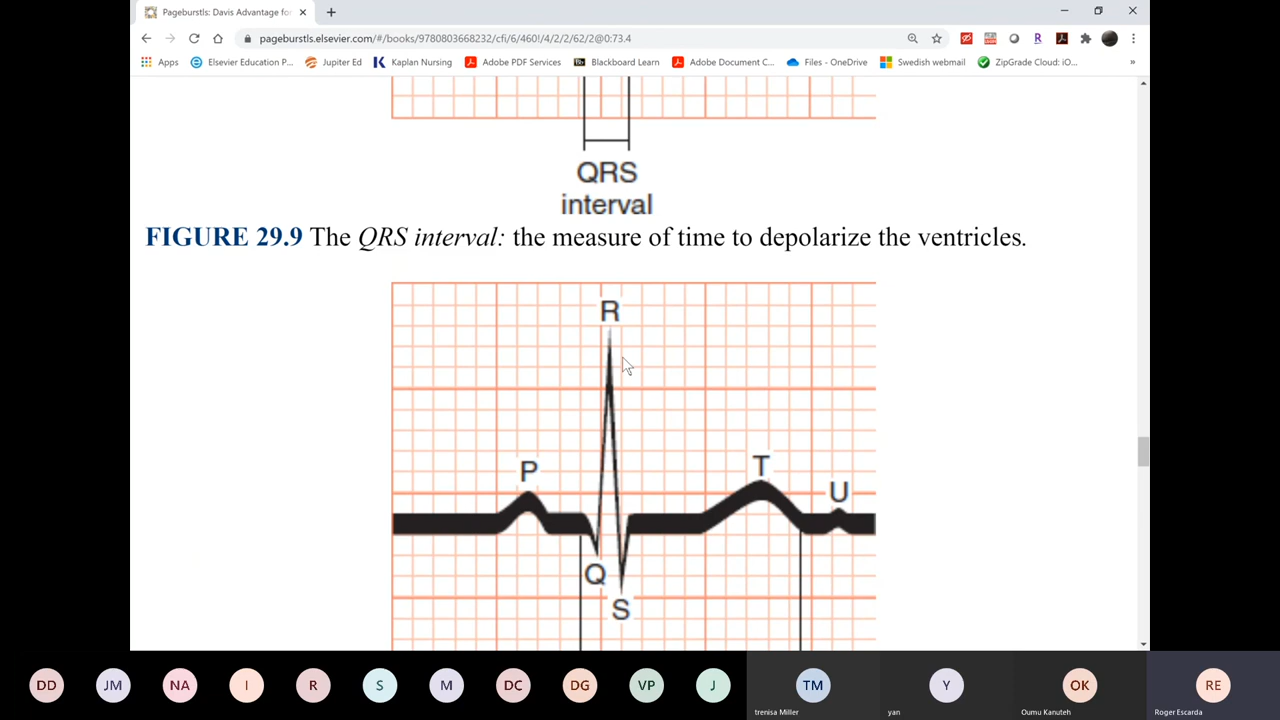 Pageburstls: Davis Advantage for
pageburstls.elsevier.com/#/books/9780803668232/cfi/6/460!/4/2/2/62/2@0:73.4
Apps Elsevier Education P... Jupiter Ed Kaplan Nursing Adobe PDF Services Bb Blackboard Learn Adobe Document C... Files - OneDrive Swedish webmail ZipGrade Cloud: iO... »
QRS
interval
FIGURE 29.9 The QRS interval: the measure of time to depolarize the ventricles.
R
P
T
U
Q
S
DD JM NA I R S M DC DG VP J TM Y OK RE
trenisa Miller yan Oumu Kanuteh Roger Escarda